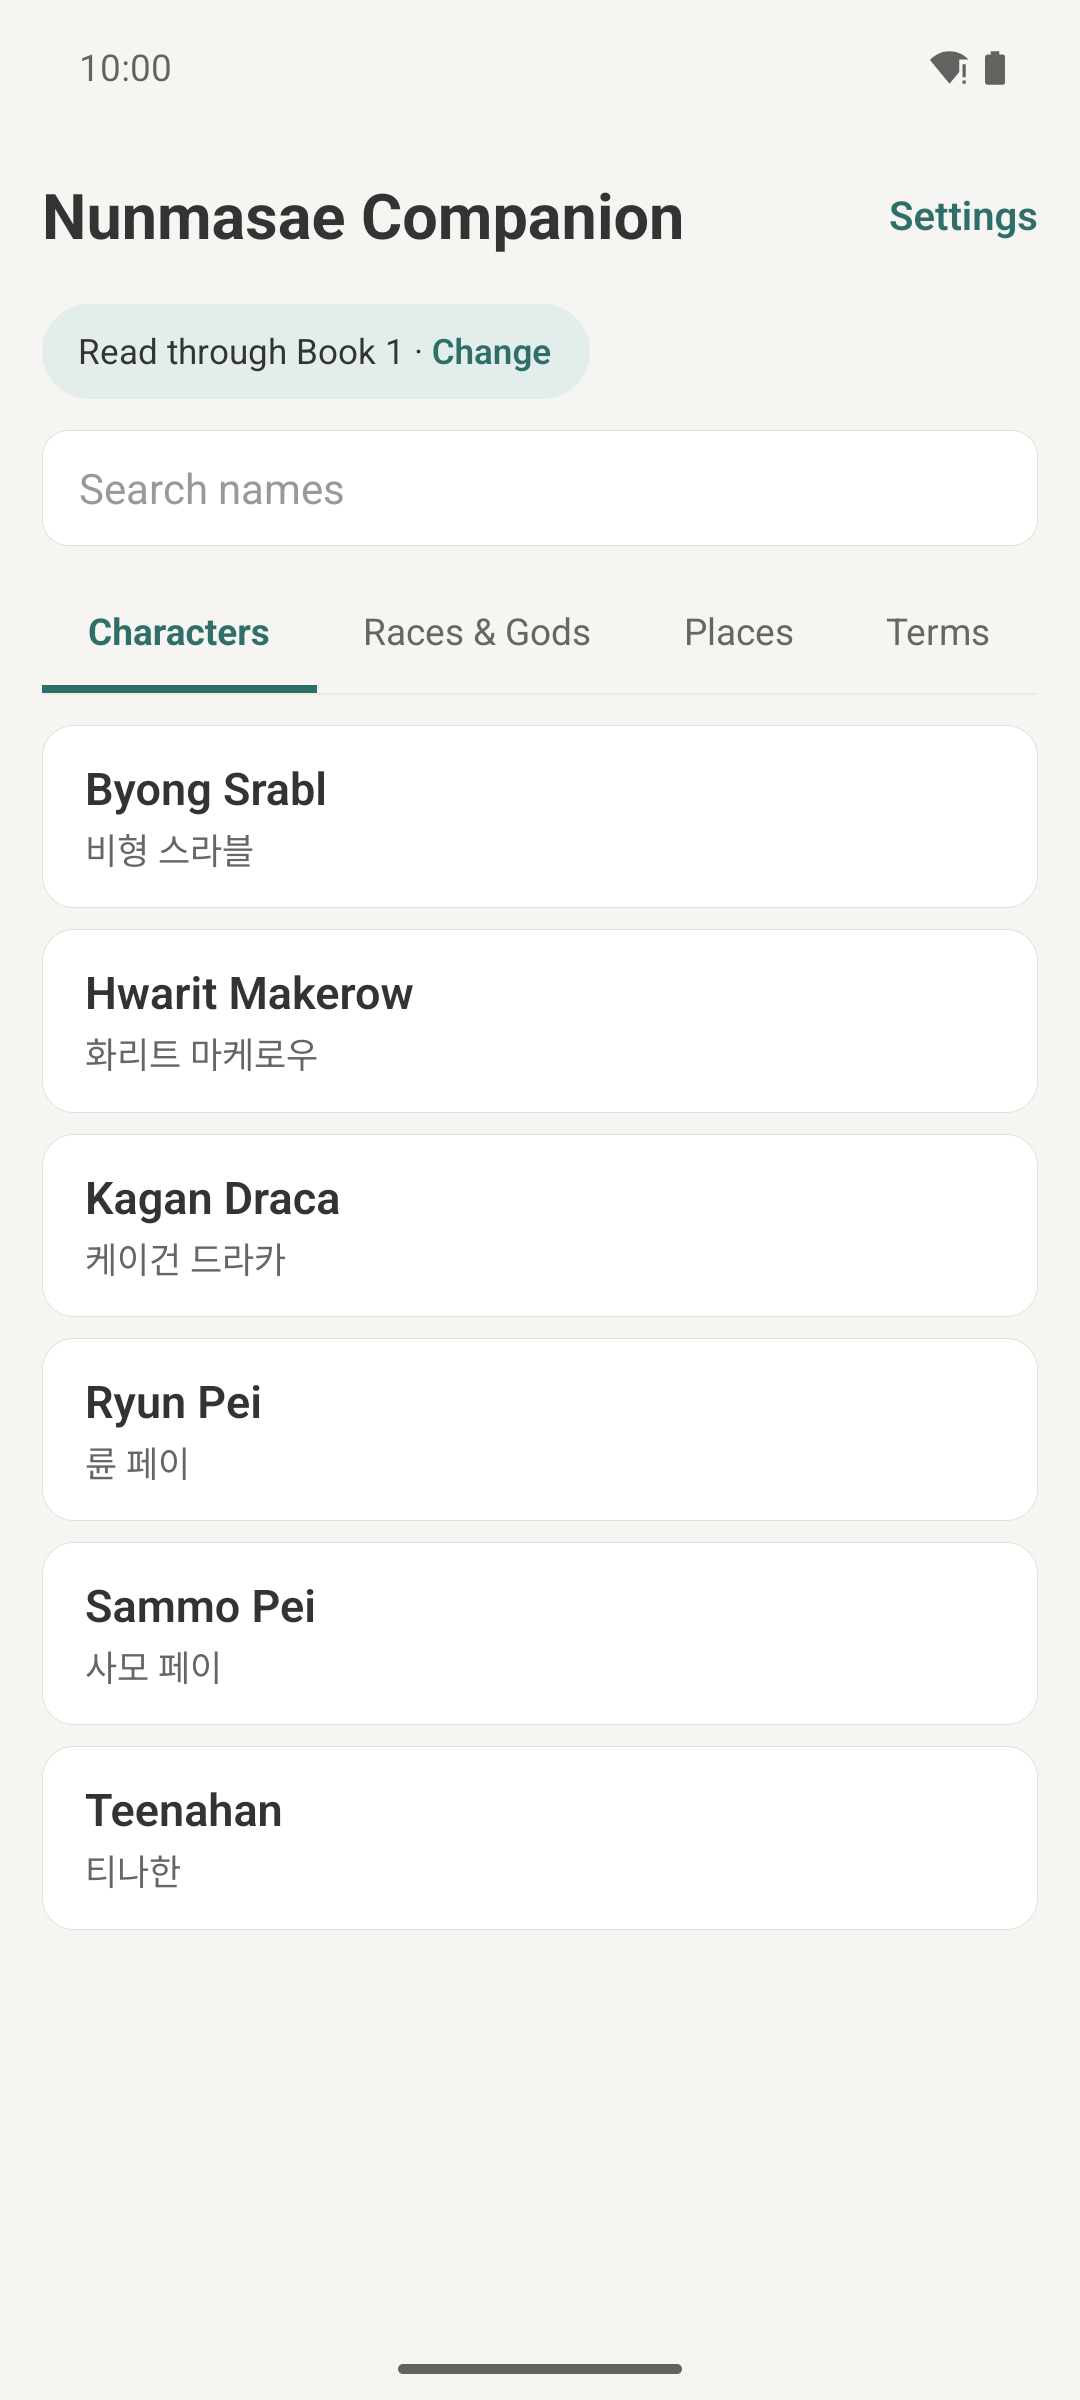 10:00
Nunmasae Companion
Settings
Read through Book 1 · Change
Search names
Characters
Races & Gods
Places
Terms
Byong Srabl
비형 스라블
Hwarit Makerow
화리트 마케로우
Kagan Draca
케이건 드라카
Ryun Pei
륜 페이
Sammo Pei
사모 페이
Teenahan
티나한